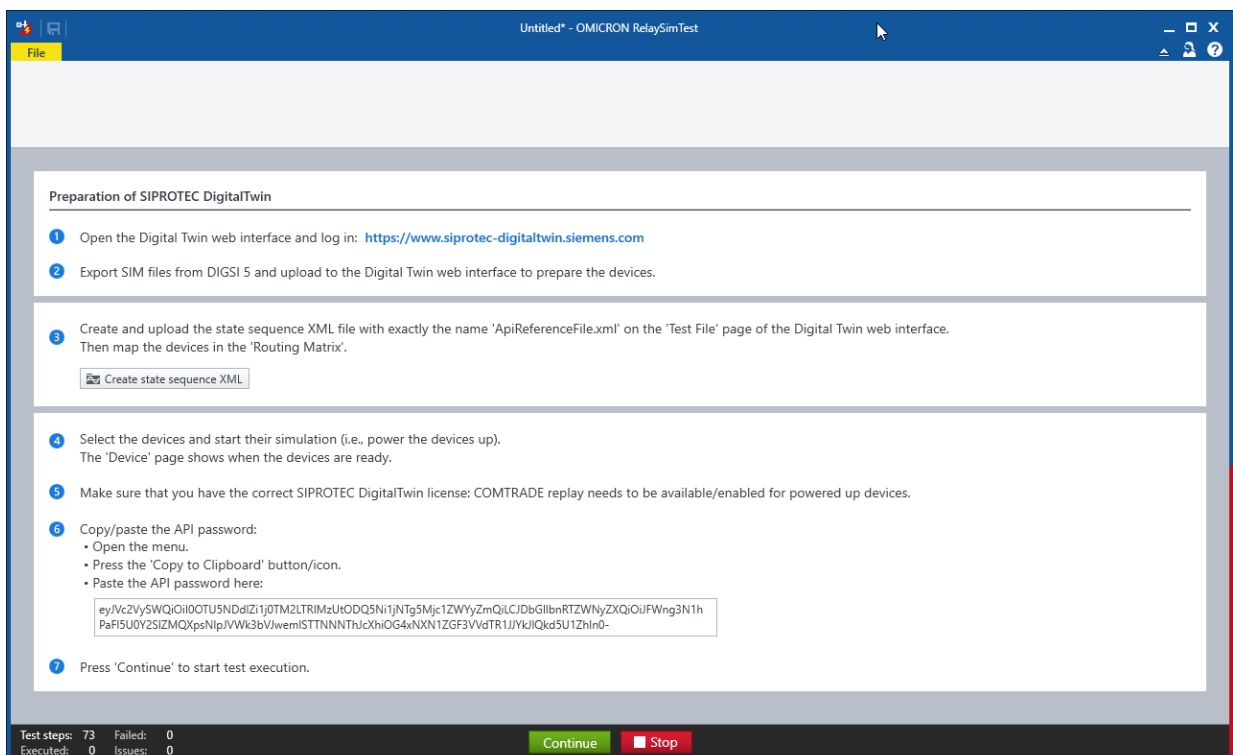 Untitled* - OMICRON RelaySimTest
File
Preparation of SIPROTEC DigitalTwin
1 Open the Digital Twin web interface and log in: https://www.siprotec-digitaltwin.siemens.com
2 Export SIM files from DIGSI 5 and upload to the Digital Twin web interface to prepare the devices.
3 Create and upload the state sequence XML file with exactly the name 'ApiReferenceFile.xml' on the 'Test File' page of the Digital Twin web interface.
Then map the devices in the 'Routing Matrix'.
Create state sequence XML
4 Select the devices and start their simulation (i.e., power the devices up).
The 'Device' page shows when the devices are ready.
5 Make sure that you have the correct SIPROTEC DigitalTwin license: COMTRADE replay needs to be available/enabled for powered up devices.
6 Copy/paste the API password:
• Open the menu.
• Press the 'Copy to Clipboard' button/icon.
• Paste the API password here:
7 Press 'Continue' to start test execution.
Test steps: 73 Failed: 0
Executed: 0 Issues: 0
Continue
Stop